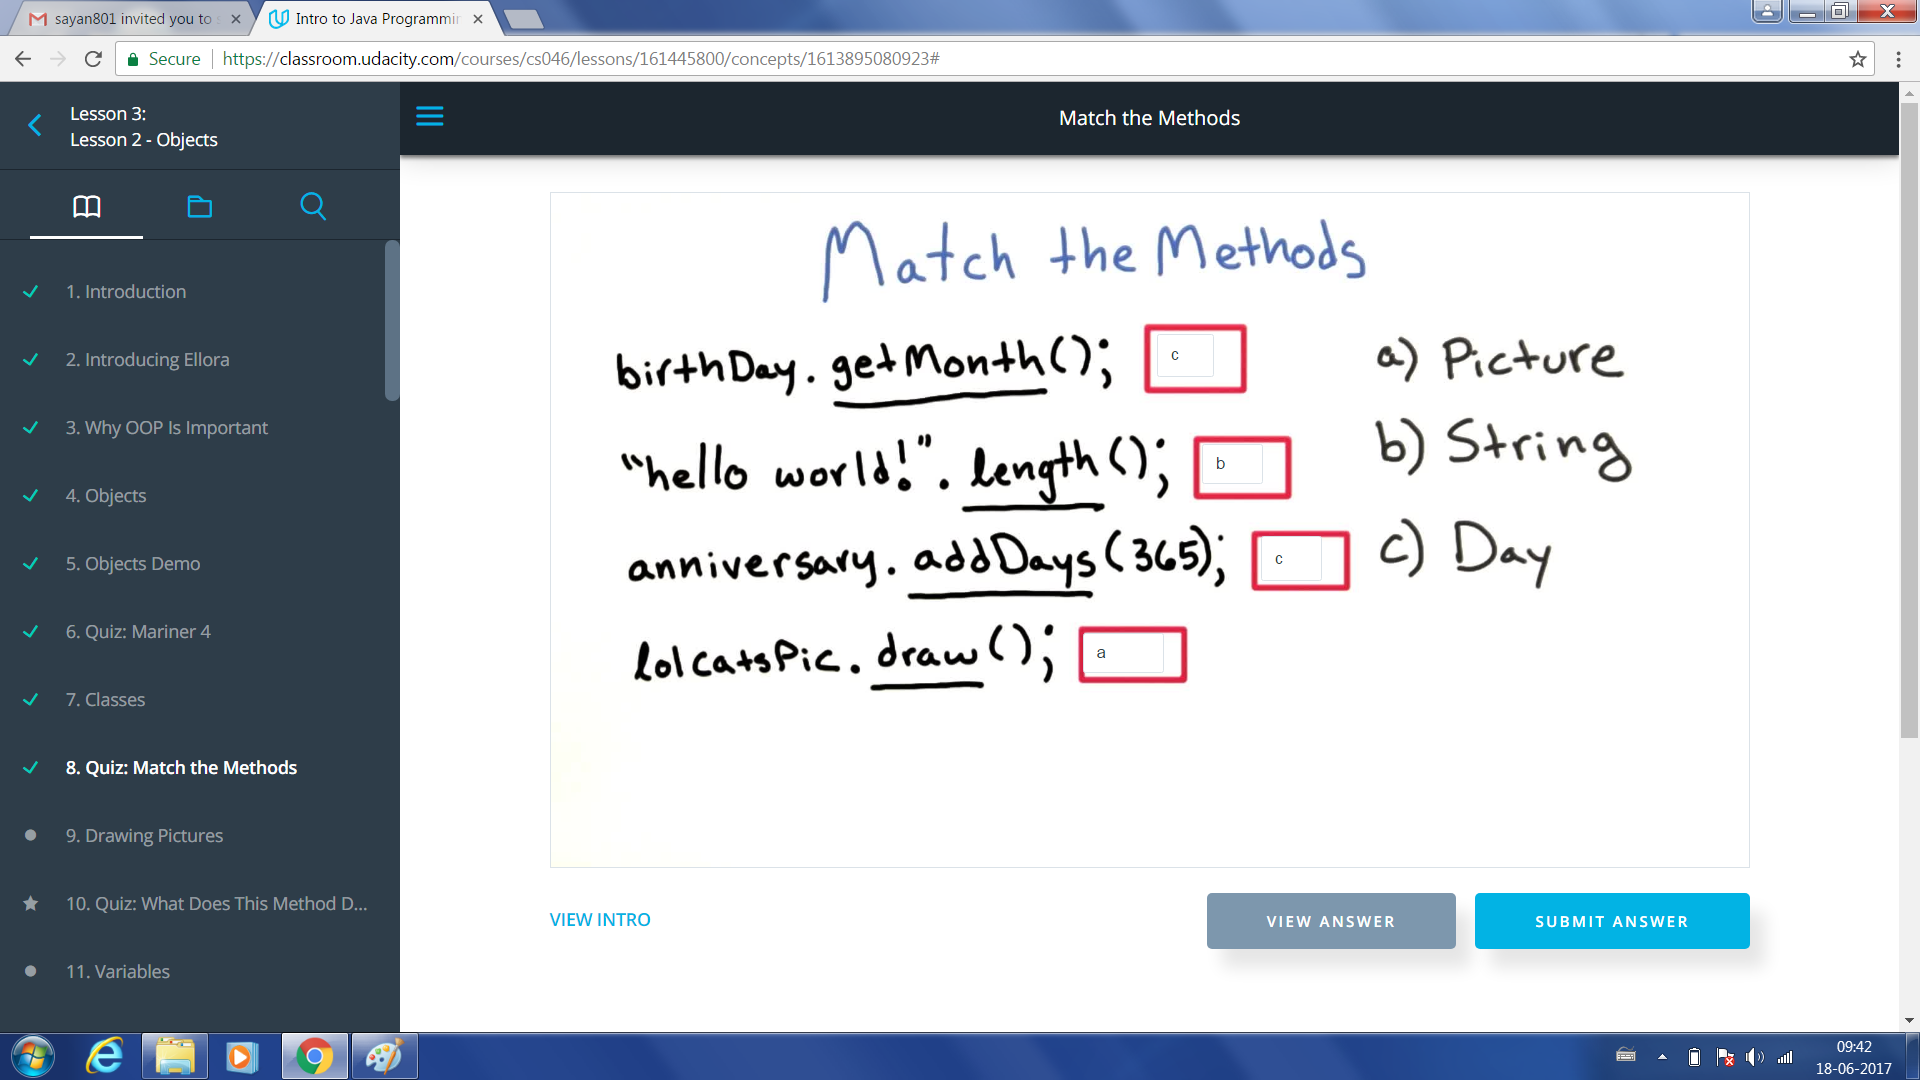 sayan801 invited you to
Intro to Java Programmin
Secure
https://classroom.udacity.com/courses/cs046/lessons/161445800/concepts/1613895080923#
Lesson 3:
Lesson 2 - Objects
1. Introduction
2. Introducing Ellora
3. Why OOP Is Important
4. Objects
5. Objects Demo
6. Quiz: Mariner 4
7. Classes
8. Quiz: Match the Methods
9. Drawing Pictures
10. Quiz: What Does This Method D...
11. Variables
Match the Methods
Match the Methods
birthDay.getMonth(); c
"hello world!".length(); b
anniversary.addDays(365); c
lolcatsPic.draw(); a
a) Picture
b) String
c) Day
VIEW INTRO
VIEW ANSWER
SUBMIT ANSWER
09:42
18-06-2017